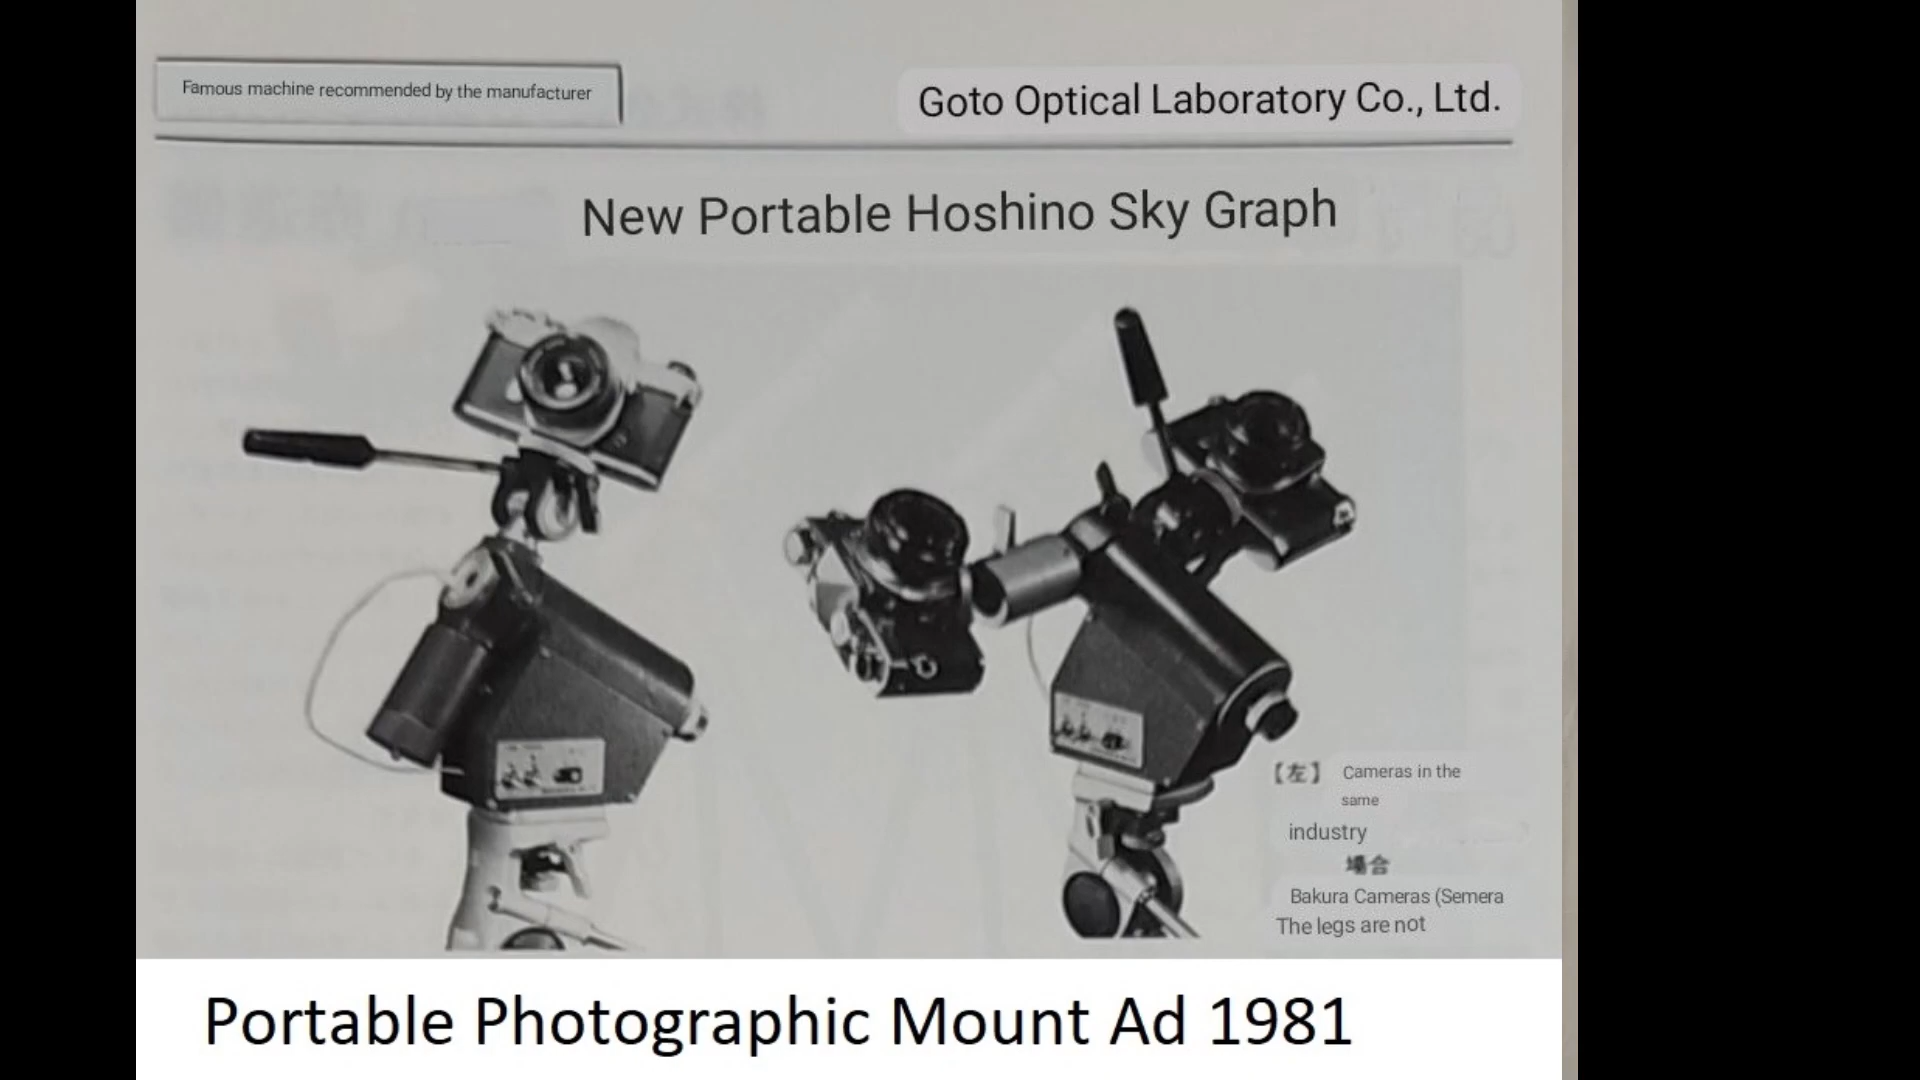 Famous machine recommended by the manufacturer
Goto Optical Laboratory Co., Ltd.
New Portable Hoshino Sky Graph
【左】 Cameras in the
same
industry
場合
Bakura Cameras (Semera
The legs are not
Portable Photographic Mount Ad 1981